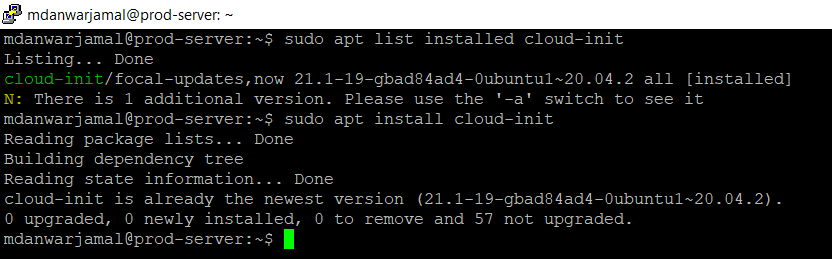 mdanwarjamal@prod-server: ~
mdanwarjamal@prod-server:~$ sudo apt list installed cloud-init
Listing... Done
cloud-init/focal-updates,now 21.1-19-gbad84ad4-0ubuntu1~20.04.2 all [installed]
N: There is 1 additional version. Please use the '-a' switch to see it
mdanwarjamal@prod-server:~$ sudo apt install cloud-init
Reading package lists... Done
Building dependency tree
Reading state information... Done
cloud-init is already the newest version (21.1-19-gbad84ad4-0ubuntu1~20.04.2).
0 upgraded, 0 newly installed, 0 to remove and 57 not upgraded.
mdanwarjamal@prod-server:~$